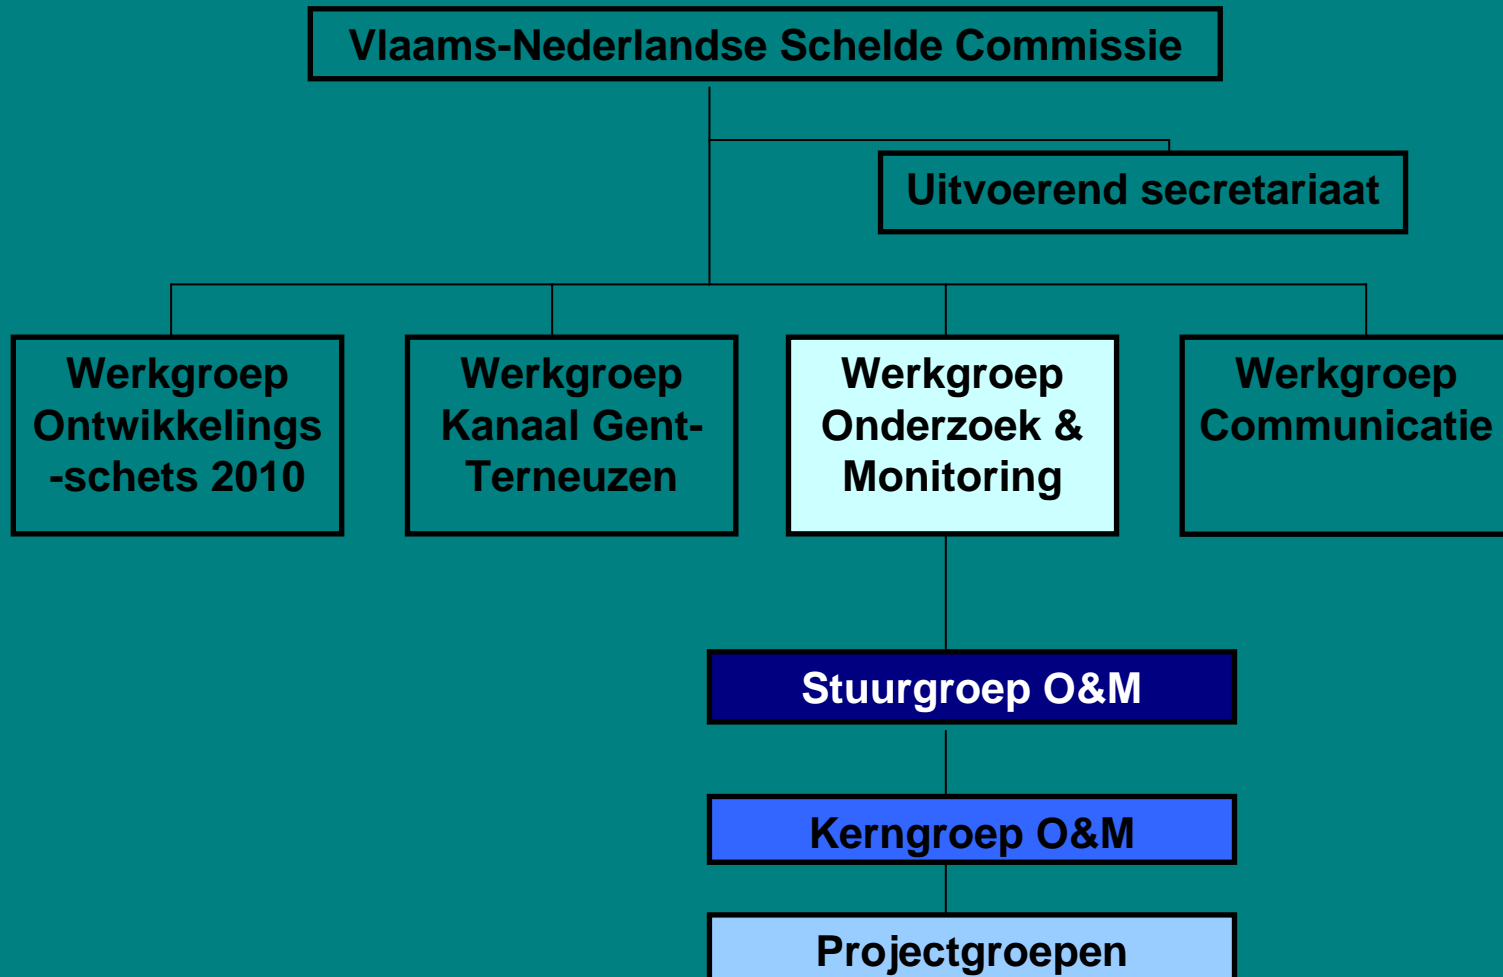 Vlaams-Nederlandse Schelde Commissie
Uitvoerend secretariaat
Werkgroep
Ontwikkelings
-schets 2010
Werkgroep
Kanaal Gent-
Terneuzen
Werkgroep
Onderzoek &
Monitoring
Werkgroep
Communicatie
Stuurgroep O&M
Kerngroep O&M
Projectgroepen